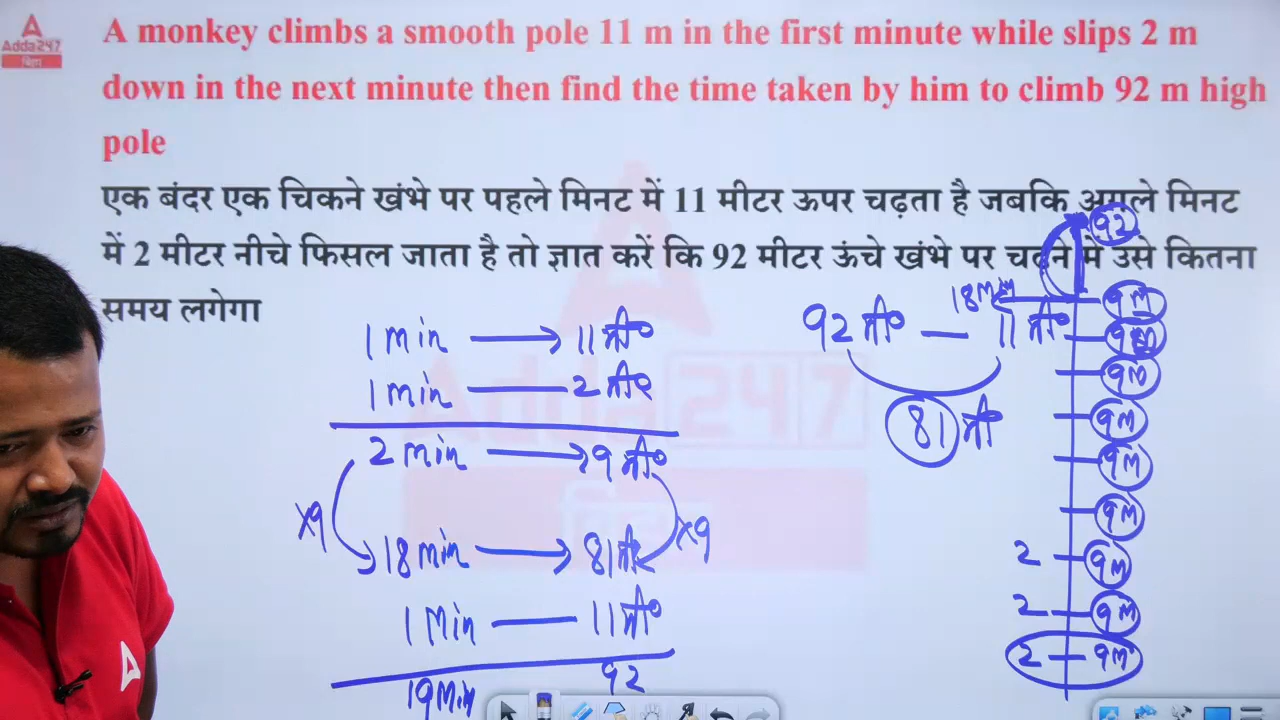 Adda247
बिहार
A monkey climbs a smooth pole 11 m in the first minute while slips 2 m
down in the next minute then find the time taken by him to climb 92 m high
pole
एक बंदर एक चिकने खंभे पर पहले मिनट में 11 मीटर ऊपर चढ़ता है जबकि अगले मिनट
में 2 मीटर नीचे फिसल जाता है तो ज्ञात करें कि 92 मीटर ऊंचे खंभे पर चढ़ने में उसे कितना
समय लगेगा
1 min → 11 मी०
1 min — 2 मी०
2 min → 9 मी०
×9 ×9
18 min → 81 मी०
1 Min — 11 मी०
19 Min 92
92 मी० — 11 मी०
81 मी
92
18 Min
9M
9M
9M
9M
9M
9M
2 9M
2 9M
2 9M